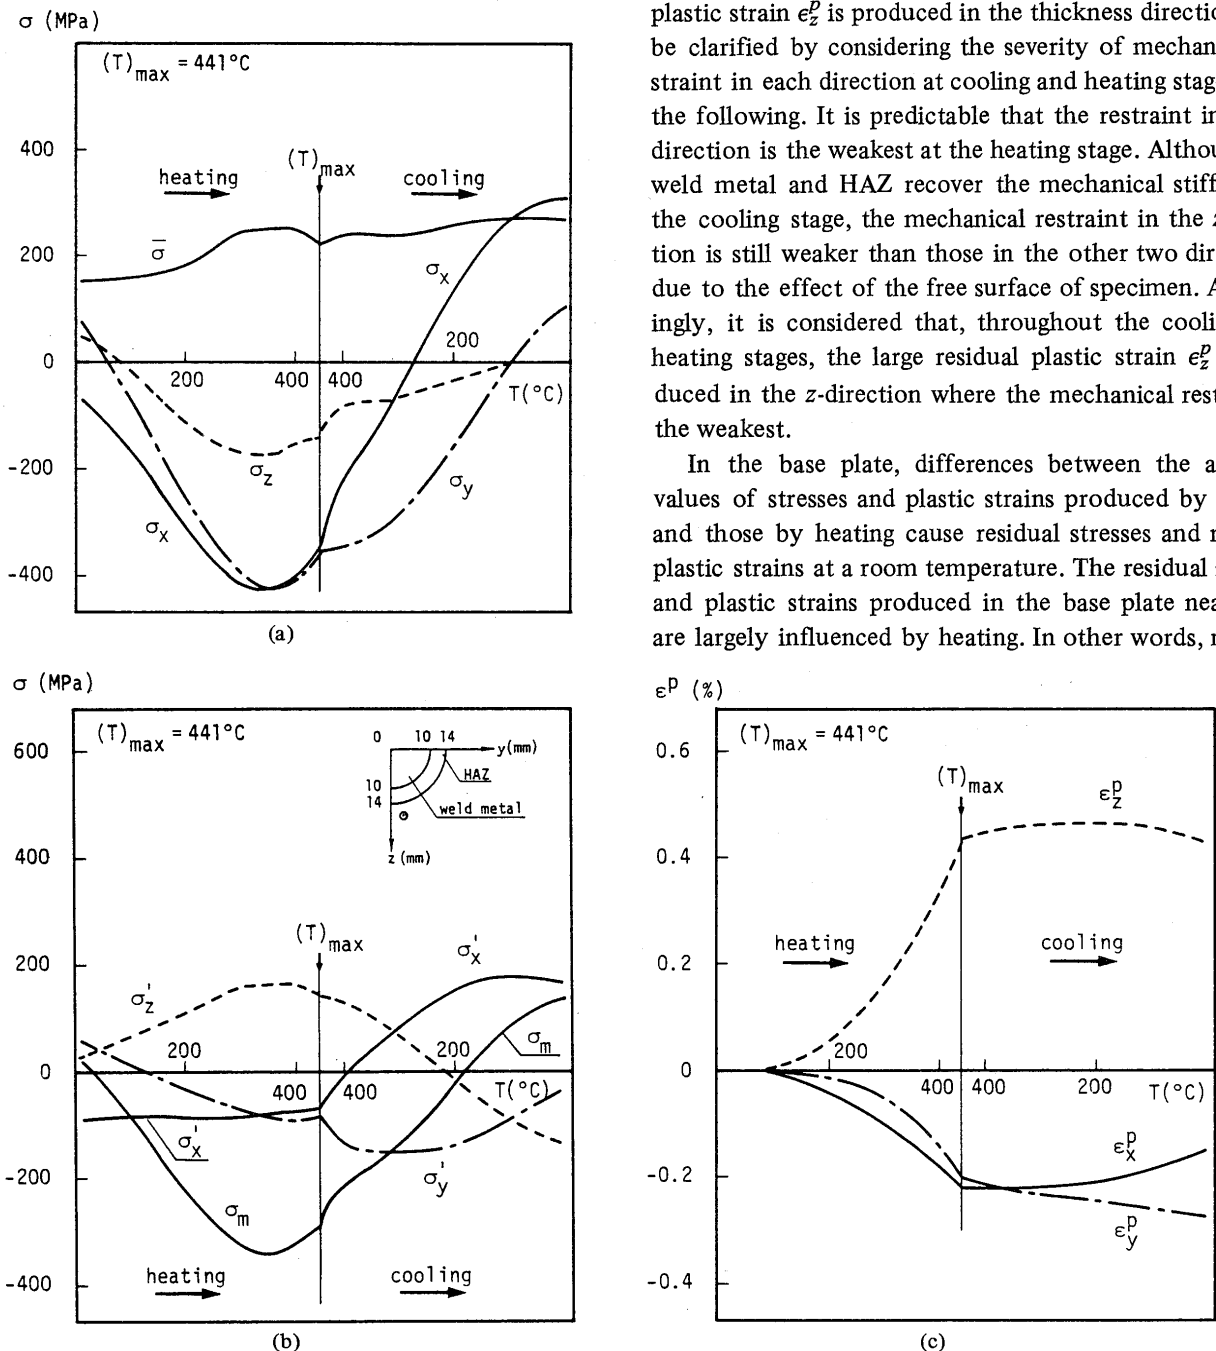 σ (MPa)
(T)max = 441°C
400
(T)max
heating
cooling
200
σ̄
σx
200
0
200
400
400
T(°C)
σz
σy
-200
σx
-400
(a)
plastic strain ϵzp is produced in the thickness directio
be clarified by considering the severity of mechan
straint in each direction at cooling and heating stag
the following. It is predictable that the restraint in
direction is the weakest at the heating stage. Althou
weld metal and HAZ recover the mechanical stiff
the cooling stage, the mechanical restraint in the
tion is still weaker than those in the other two dir
due to the effect of the free surface of specimen. A
ingly, it is considered that, throughout the cooli
heating stages, the large residual plastic strain ϵzp
duced in the z-direction where the mechanical rest
the weakest.
In the base plate, differences between the a
values of stresses and plastic strains produced by
and those by heating cause residual stresses and
plastic strains at a room temperature. The residual
and plastic strains produced in the base plate nea
are largely influenced by heating. In other words,
σ (MPa)
(T)max = 441°C
0 10 14 y(mm)
600
HAZ
10
14
weld metal
z (mm)
400
(T)max
200
σx'
σz'
200
200
σm
0
400
400
T(°C)
σx'
σy'
-200
σm
heating
cooling
-400
(b)
εp (%)
(T)max = 441°C
0.6
(T)max
εzp
0.4
heating
cooling
0.2
200
0
400
400
200
T(°C)
εxp
-0.2
εyp
-0.4
(c)